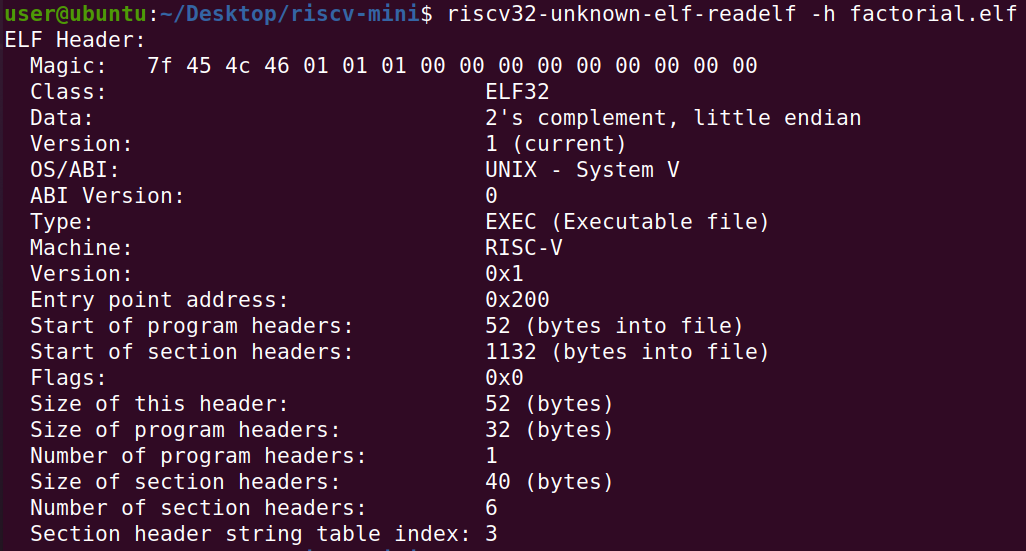 user@ubuntu:~/Desktop/riscv-mini$ riscv32-unknown-elf-readelf -h factorial.elf
ELF Header:
  Magic:   7f 45 4c 46 01 01 01 00 00 00 00 00 00 00 00 00
  Class:                             ELF32
  Data:                              2's complement, little endian
  Version:                           1 (current)
  OS/ABI:                            UNIX - System V
  ABI Version:                       0
  Type:                              EXEC (Executable file)
  Machine:                           RISC-V
  Version:                           0x1
  Entry point address:               0x200
  Start of program headers:          52 (bytes into file)
  Start of section headers:          1132 (bytes into file)
  Flags:                             0x0
  Size of this header:               52 (bytes)
  Size of program headers:           32 (bytes)
  Number of program headers:         1
  Size of section headers:           40 (bytes)
  Number of section headers:         6
  Section header string table index: 3